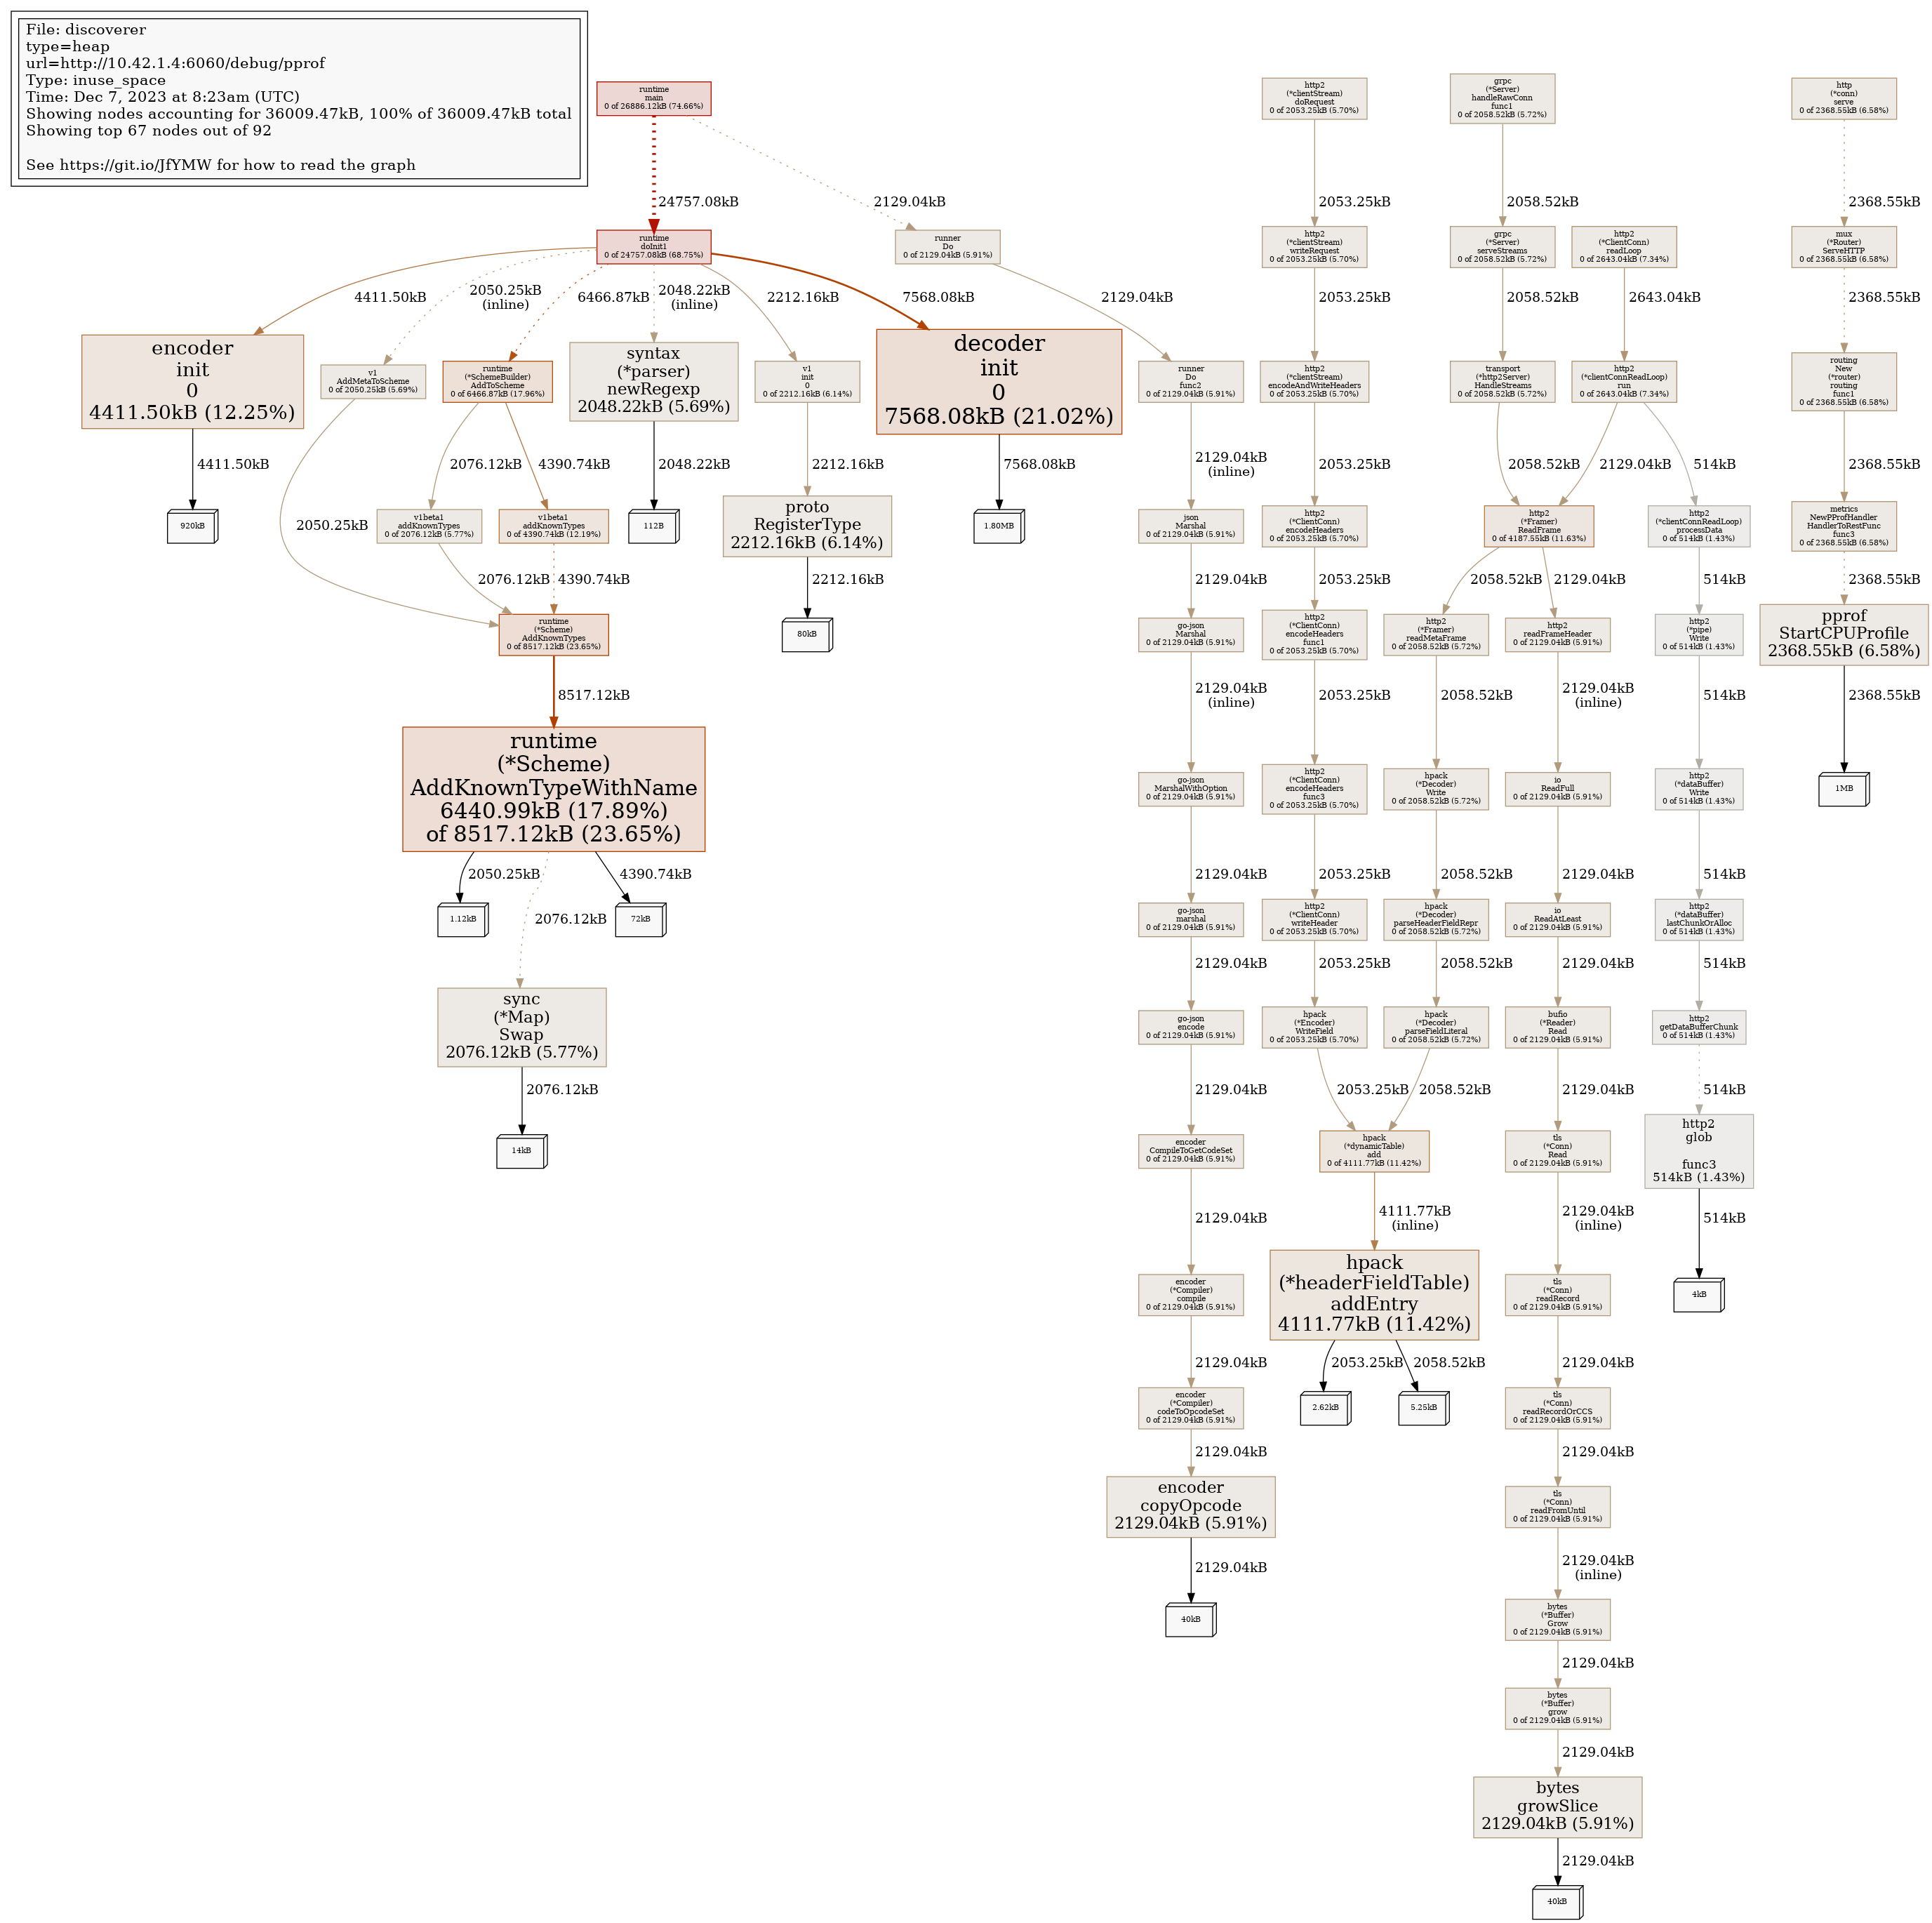 File: discoverer
type=heap
url=http://10.42.1.4:6060/debug/pprof
Type: inuse_space
Time: Dec 7, 2023 at 8:23am (UTC)
Showing nodes accounting for 36009.47kB, 100% of 36009.47kB total
Showing top 67 nodes out of 92
See https://git.io/JfYMW for how to read the graph
runtime
main
0 of 26886.12kB (74.66%)
http2
(*clientStream)
doRequest
0 of 2053.25kB (5.70%)
grpc
(*Server)
handleRawConn
func1
0 of 2058.52kB (5.72%)
http
(*conn)
serve
0 of 2368.55kB (6.58%)
24757.08kB
2129.04kB
2053.25kB
2058.52kB
2368.55kB
runtime
doInit1
0 of 24757.08kB (68.75%)
runner
Do
0 of 2129.04kB (5.91%)
http2
(*clientStream)
writeRequest
0 of 2053.25kB (5.70%)
grpc
(*Server)
serveStreams
0 of 2058.52kB (5.72%)
http2
(*ClientConn)
readLoop
0 of 2643.04kB (7.34%)
mux
(*Router)
ServeHTTP
0 of 2368.55kB (6.58%)
4411.50kB
2050.25kB
(inline)
6466.87kB
2048.22kB
(inline)
2212.16kB
7568.08kB
2129.04kB
2053.25kB
2058.52kB
2643.04kB
2368.55kB
encoder
init
0
4411.50kB (12.25%)
v1
AddMetaToScheme
0 of 2050.25kB (5.69%)
runtime
(*SchemeBuilder)
AddToScheme
0 of 6466.87kB (17.96%)
syntax
(*parser)
newRegexp
2048.22kB (5.69%)
v1
init
0
0 of 2212.16kB (6.14%)
decoder
init
0
7568.08kB (21.02%)
runner
Do
func2
0 of 2129.04kB (5.91%)
http2
(*clientStream)
encodeAndWriteHeaders
0 of 2053.25kB (5.70%)
transport
(*http2Server)
HandleStreams
0 of 2058.52kB (5.72%)
http2
(*clientConnReadLoop)
run
0 of 2643.04kB (7.34%)
routing
New
(*router)
routing
func1
0 of 2368.55kB (6.58%)
4411.50kB
2050.25kB
2076.12kB
4390.74kB
2048.22kB
2212.16kB
7568.08kB
2129.04kB
(inline)
2053.25kB
2058.52kB
2129.04kB
514kB
2368.55kB
920kB
v1beta1
addKnownTypes
0 of 2076.12kB (5.77%)
v1beta1
addKnownTypes
0 of 4390.74kB (12.19%)
112B
proto
RegisterType
2212.16kB (6.14%)
1.80MB
json
Marshal
0 of 2129.04kB (5.91%)
http2
(*ClientConn)
encodeHeaders
0 of 2053.25kB (5.70%)
http2
(*Framer)
ReadFrame
0 of 4187.55kB (11.63%)
http2
(*clientConnReadLoop)
processData
0 of 514kB (1.43%)
metrics
NewPProfHandler
HandlerToRestFunc
func3
0 of 2368.55kB (6.58%)
2076.12kB
4390.74kB
2212.16kB
2129.04kB
2053.25kB
2058.52kB
2129.04kB
514kB
2368.55kB
runtime
(*Scheme)
AddKnownTypes
0 of 8517.12kB (23.65%)
80kB
go-json
Marshal
0 of 2129.04kB (5.91%)
http2
(*ClientConn)
encodeHeaders
func1
0 of 2053.25kB (5.70%)
http2
(*Framer)
readMetaFrame
0 of 2058.52kB (5.72%)
http2
readFrameHeader
0 of 2129.04kB (5.91%)
http2
(*pipe)
Write
0 of 514kB (1.43%)
pprof
StartCPUProfile
2368.55kB (6.58%)
8517.12kB
2129.04kB
(inline)
2053.25kB
2058.52kB
2129.04kB
(inline)
514kB
2368.55kB
runtime
(*Scheme)
AddKnownTypeWithName
6440.99kB (17.89%)
of 8517.12kB (23.65%)
go-json
MarshalWithOption
0 of 2129.04kB (5.91%)
http2
(*ClientConn)
encodeHeaders
func3
0 of 2053.25kB (5.70%)
hpack
(*Decoder)
Write
0 of 2058.52kB (5.72%)
io
ReadFull
0 of 2129.04kB (5.91%)
http2
(*dataBuffer)
Write
0 of 514kB (1.43%)
1MB
2050.25kB
2076.12kB
4390.74kB
2129.04kB
2053.25kB
2058.52kB
2129.04kB
514kB
1.12kB
72kB
go-json
marshal
0 of 2129.04kB (5.91%)
http2
(*ClientConn)
writeHeader
0 of 2053.25kB (5.70%)
hpack
(*Decoder)
parseHeaderFieldRepr
0 of 2058.52kB (5.72%)
io
ReadAtLeast
0 of 2129.04kB (5.91%)
http2
(*dataBuffer)
lastChunkOrAlloc
0 of 514kB (1.43%)
2129.04kB
2053.25kB
2058.52kB
2129.04kB
514kB
sync
(*Map)
Swap
2076.12kB (5.77%)
go-json
encode
0 of 2129.04kB (5.91%)
hpack
(*Encoder)
WriteField
0 of 2053.25kB (5.70%)
hpack
(*Decoder)
parseFieldLiteral
0 of 2058.52kB (5.72%)
bufio
(*Reader)
Read
0 of 2129.04kB (5.91%)
http2
getDataBufferChunk
0 of 514kB (1.43%)
2076.12kB
2129.04kB
2053.25kB
2058.52kB
2129.04kB
514kB
14kB
encoder
CompileToGetCodeSet
0 of 2129.04kB (5.91%)
hpack
(*dynamicTable)
add
0 of 4111.77kB (11.42%)
tls
(*Conn)
Read
0 of 2129.04kB (5.91%)
http2
glob
func3
514kB (1.43%)
2129.04kB
4111.77kB
(inline)
2129.04kB
(inline)
514kB
encoder
(*Compiler)
compile
0 of 2129.04kB (5.91%)
hpack
(*headerFieldTable)
addEntry
4111.77kB (11.42%)
tls
(*Conn)
readRecord
0 of 2129.04kB (5.91%)
4kB
2129.04kB
2053.25kB
2058.52kB
2129.04kB
encoder
(*Compiler)
codeToOpcodeSet
0 of 2129.04kB (5.91%)
2.62kB
5.25kB
tls
(*Conn)
readRecordOrCCS
0 of 2129.04kB (5.91%)
2129.04kB
2129.04kB
encoder
copyOpcode
2129.04kB (5.91%)
tls
(*Conn)
readFromUntil
0 of 2129.04kB (5.91%)
2129.04kB
2129.04kB
(inline)
40kB
bytes
(*Buffer)
Grow
0 of 2129.04kB (5.91%)
2129.04kB
bytes
(*Buffer)
grow
0 of 2129.04kB (5.91%)
2129.04kB
bytes
growSlice
2129.04kB (5.91%)
2129.04kB
40kB